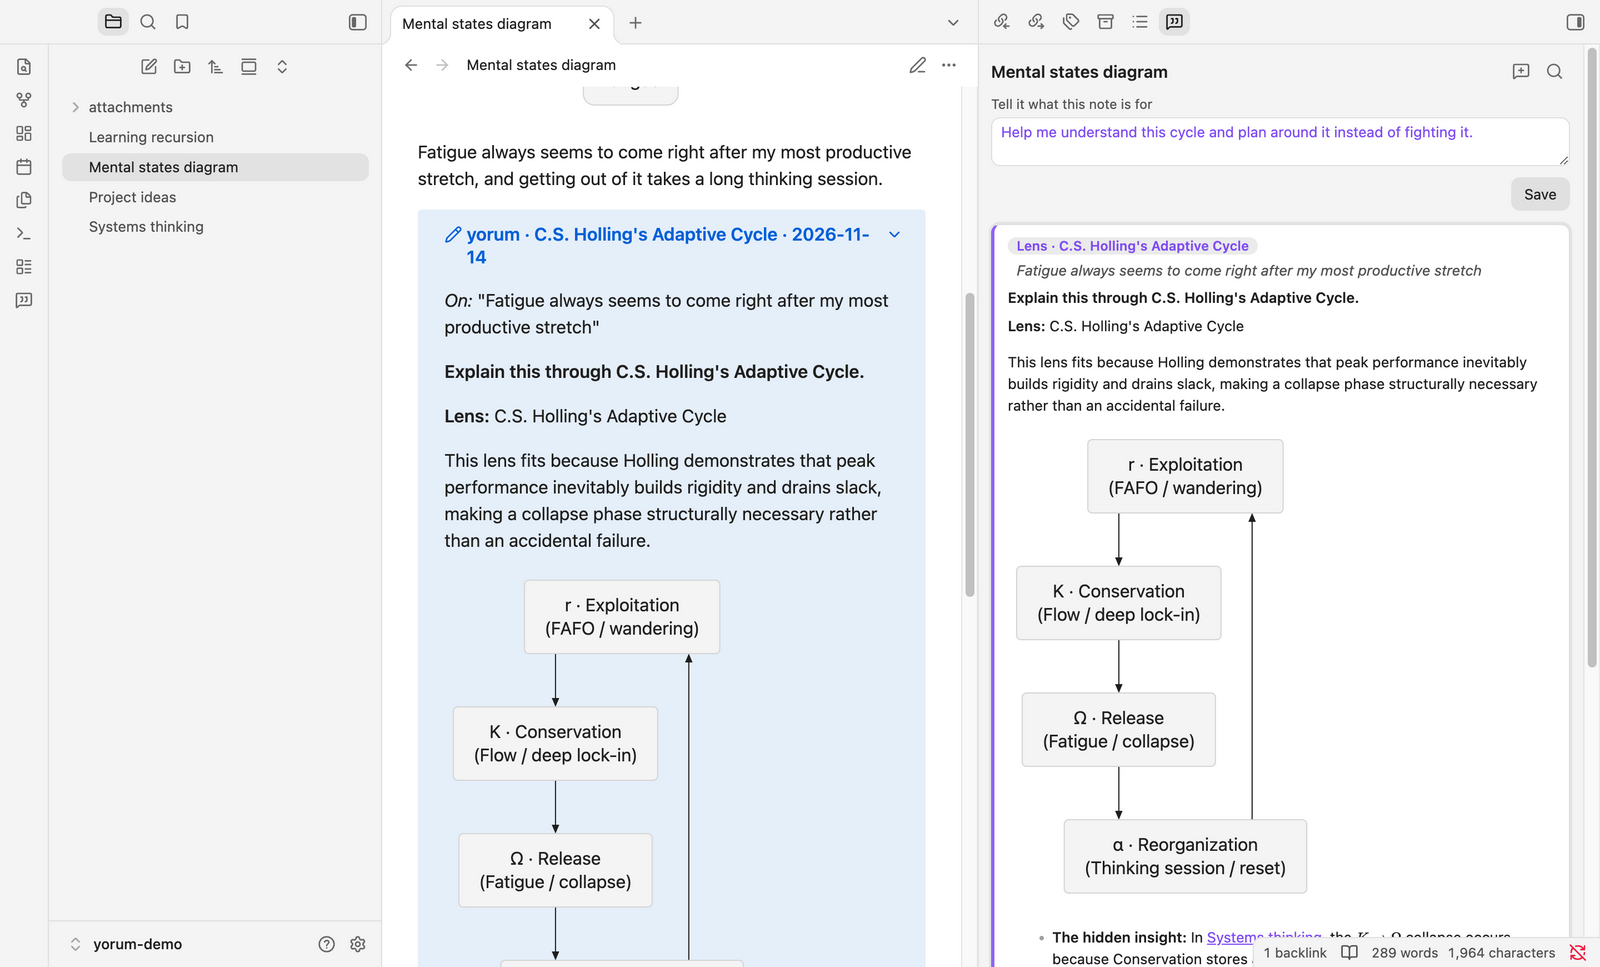 Mental states diagram
Mental states diagram
attachments
Learning recursion
Mental states diagram
Project ideas
Systems thinking
yorum-demo
Fatigue always seems to come right after my most productive
stretch, and getting out of it takes a long thinking session.
yorum · C.S. Holling's Adaptive Cycle · 2026-11-
14
On: "Fatigue always seems to come right after my most
productive stretch"
Explain this through C.S. Holling's Adaptive Cycle.
Lens: C.S. Holling's Adaptive Cycle
This lens fits because Holling demonstrates that peak
performance inevitably builds rigidity and drains slack,
making a collapse phase structurally necessary rather
than an accidental failure.
r · Exploitation
(FAFO / wandering)
K · Conservation
(Flow / deep lock-in)
Ω · Release
(Fatigue / collapse)
Mental states diagram
Tell it what this note is for
Help me understand this cycle and plan around it instead of fighting it.
Save
Lens · C.S. Holling's Adaptive Cycle
Fatigue always seems to come right after my most productive stretch
Explain this through C.S. Holling's Adaptive Cycle.
Lens: C.S. Holling's Adaptive Cycle
This lens fits because Holling demonstrates that peak performance inevitably
builds rigidity and drains slack, making a collapse phase structurally necessary
rather than an accidental failure.
r · Exploitation
(FAFO / wandering)
K · Conservation
(Flow / deep lock-in)
Ω · Release
(Fatigue / collapse)
α · Reorganization
(Thinking session / reset)
The hidden insight: In Systems thinking, the K → Ω collapse occurs
because Conservation stores
1 backlink 289 words 1,964 characters